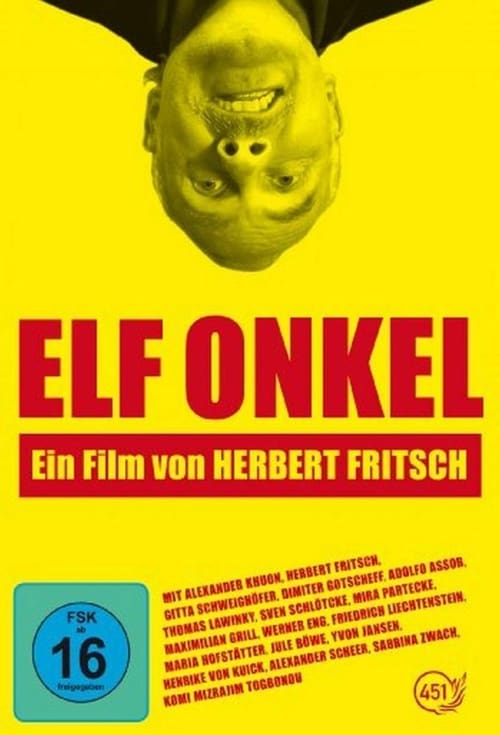 ELF ONKEL
Ein Film von HERBERT FRITSCH
MIT ALEXANDER KHUON, HERBERT FRITSCH,
GITTA SCHWEIGHÖFER, DIMITER GOTSCHEFF, ADOLFO ASSOR,
THOMAS LAWINKY, SVEN SCHLÖTCKE, MIRA PARTECKE,
MAXIMILIAN GRILL, WERNER ENG, FRIEDRICH LIECHTENSTEIN,
MARIA HOFSTÄTTER, JULE BÖWE, YVON JANSEN,
HENRIKE VON KUICK, ALEXANDER SCHEER, SABRINA ZWACH,
KOMI MIZRAJIM TOGBONOU
FSK
ab
16
freigegeben
451